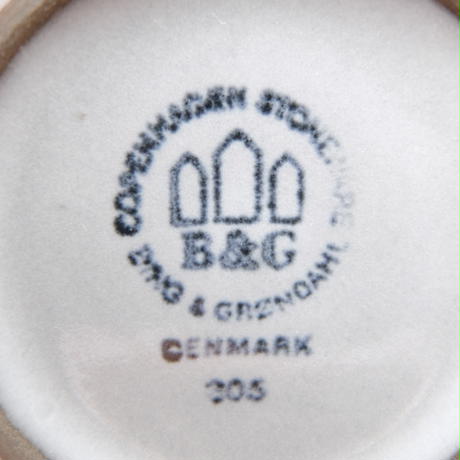 COPENHAGEN STONEWARE
B&G
BING & GRØNDAHL
DENMARK
305